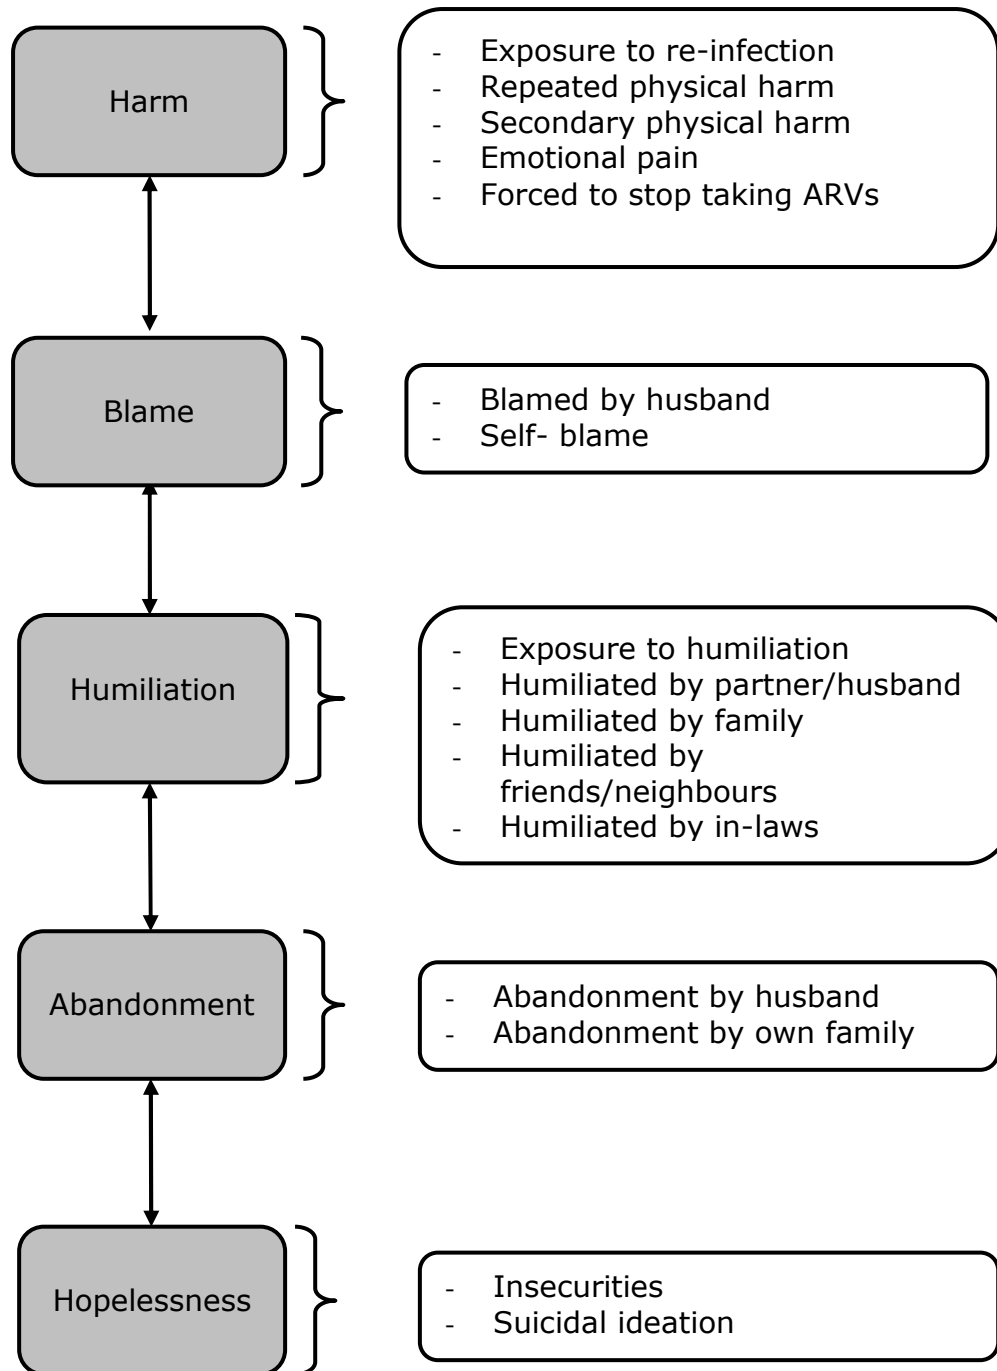 Harm
- Exposure to re-infection
- Repeated physical harm
- Secondary physical harm
- Emotional pain
- Forced to stop taking ARVs
Blame
- Blamed by husband
- Self- blame
Humiliation
- Exposure to humiliation
- Humiliated by partner/husband
- Humiliated by family
- Humiliated by
friends/neighbours
- Humiliated by in-laws
Abandonment
- Abandonment by husband
- Abandonment by own family
Hopelessness
- Insecurities
- Suicidal ideation